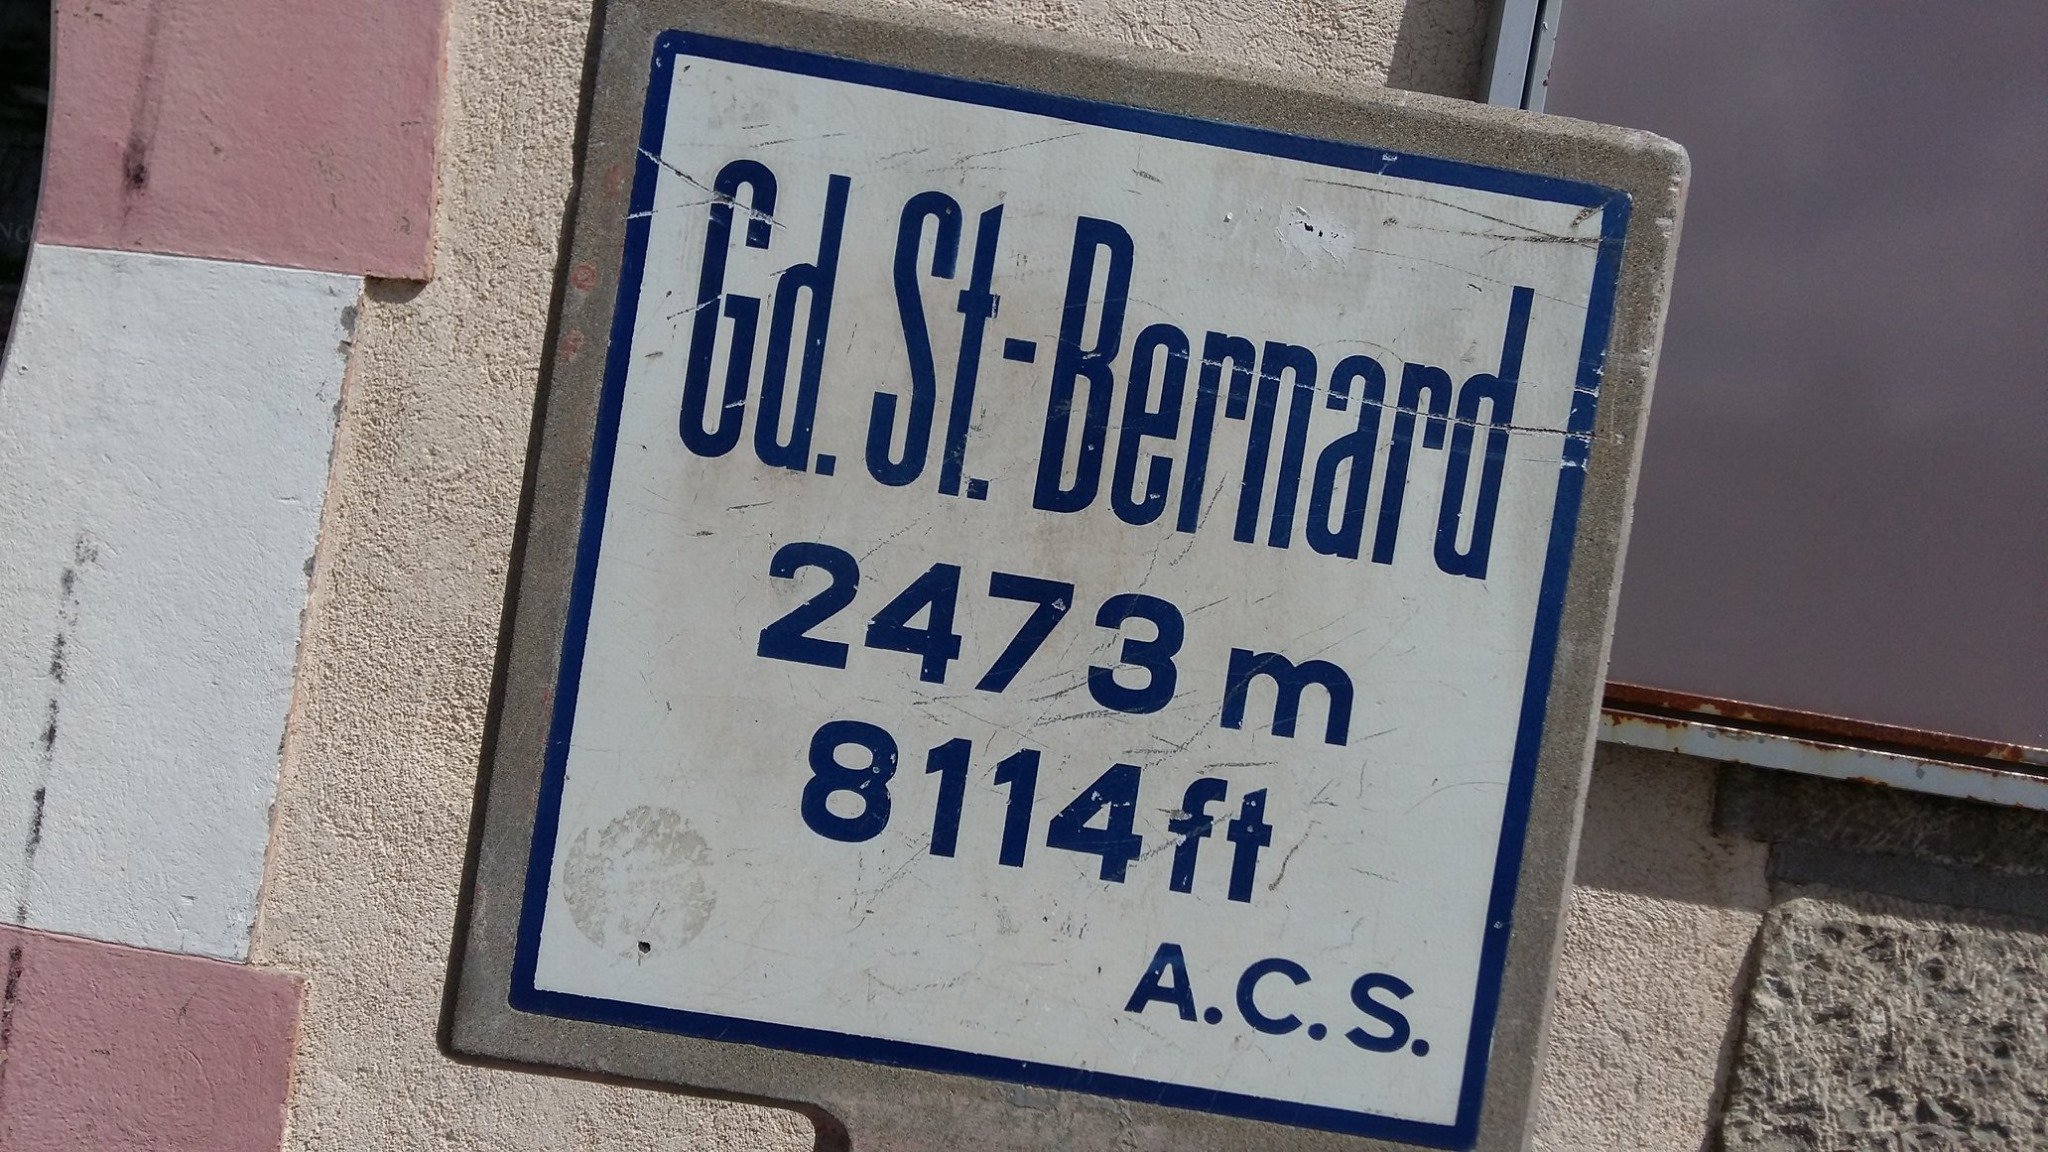 Gd. St.-Bernard
2473 m
8114 ft
A.C.S.